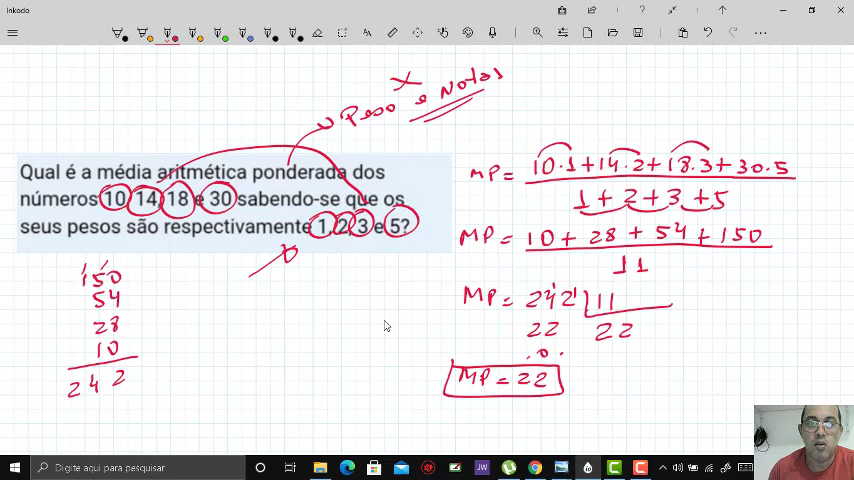 Inkodo
x
Peso e Notas
Qual é a média aritmética ponderada dos
números 10, 14, 18 e 30 sabendo-se que os
seus pesos são respectivamente 1, 2, 3 e 5?
MP= 10.1+14.2+18.3+30.5
1+2+3+5
MP= 10+28+54+150
11
MP= 242 11
22 22
.0.
MP=22
150
54
28
10
242
Digite aqui para pesquisar
JW